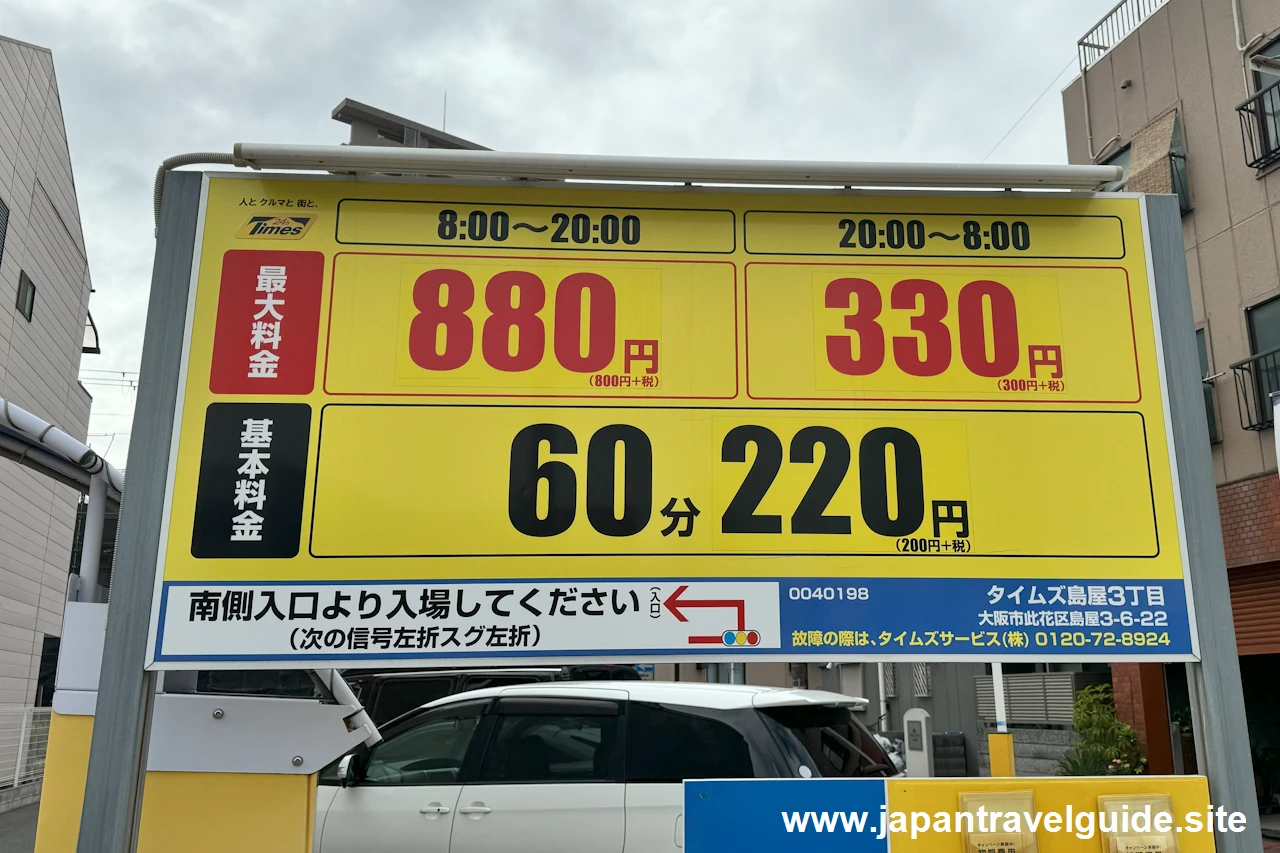 人と クルマと 街と、
24h
Times
8:00～20:00
20:00～8:00
最大料金
880円
(800円+税)
330円
(300円+税)
基本料金
60分 220円
(200円+税)
南側入口より入場してください
(次の信号左折スグ左折)
(入口)
0040198
タイムズ島屋3丁目
大阪市此花区島屋3-6-22
故障の際は、タイムズサービス(株) 0120-72-8924
www.japantravelguide.site